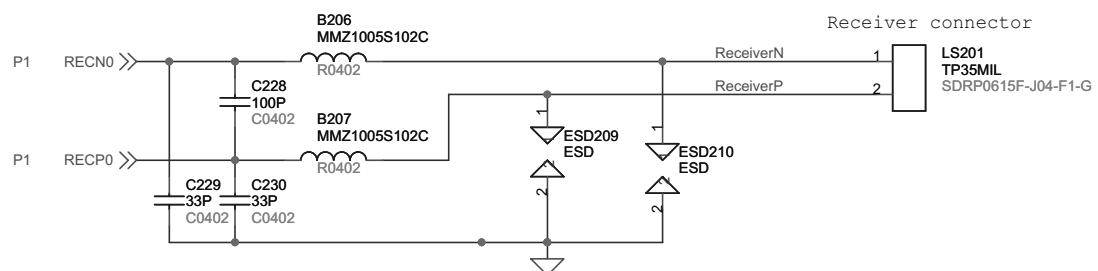 Receiver connector
B206
MMZ1005S102C
R0402
P1 RECN0
ReceiverN
1
LS201
TP35MIL
SDRP0615F-J04-F1-G
ReceiverP
2
C228
100P
C0402
B207
MMZ1005S102C
R0402
P1 RECP0
1
ESD209
ESD
2
1
ESD210
ESD
2
C229
33P
C0402
C230
33P
C0402